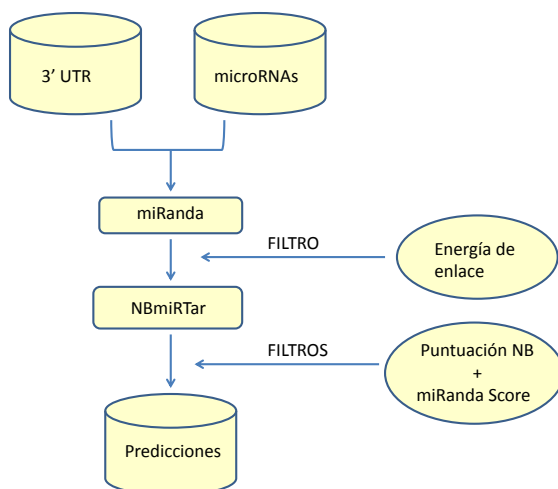 3’ UTR
microRNAs
miRanda
FILTRO
Energía de
enlace
NBmiRTar
FILTROS
Puntuación NB
+
miRanda Score
Predicciones